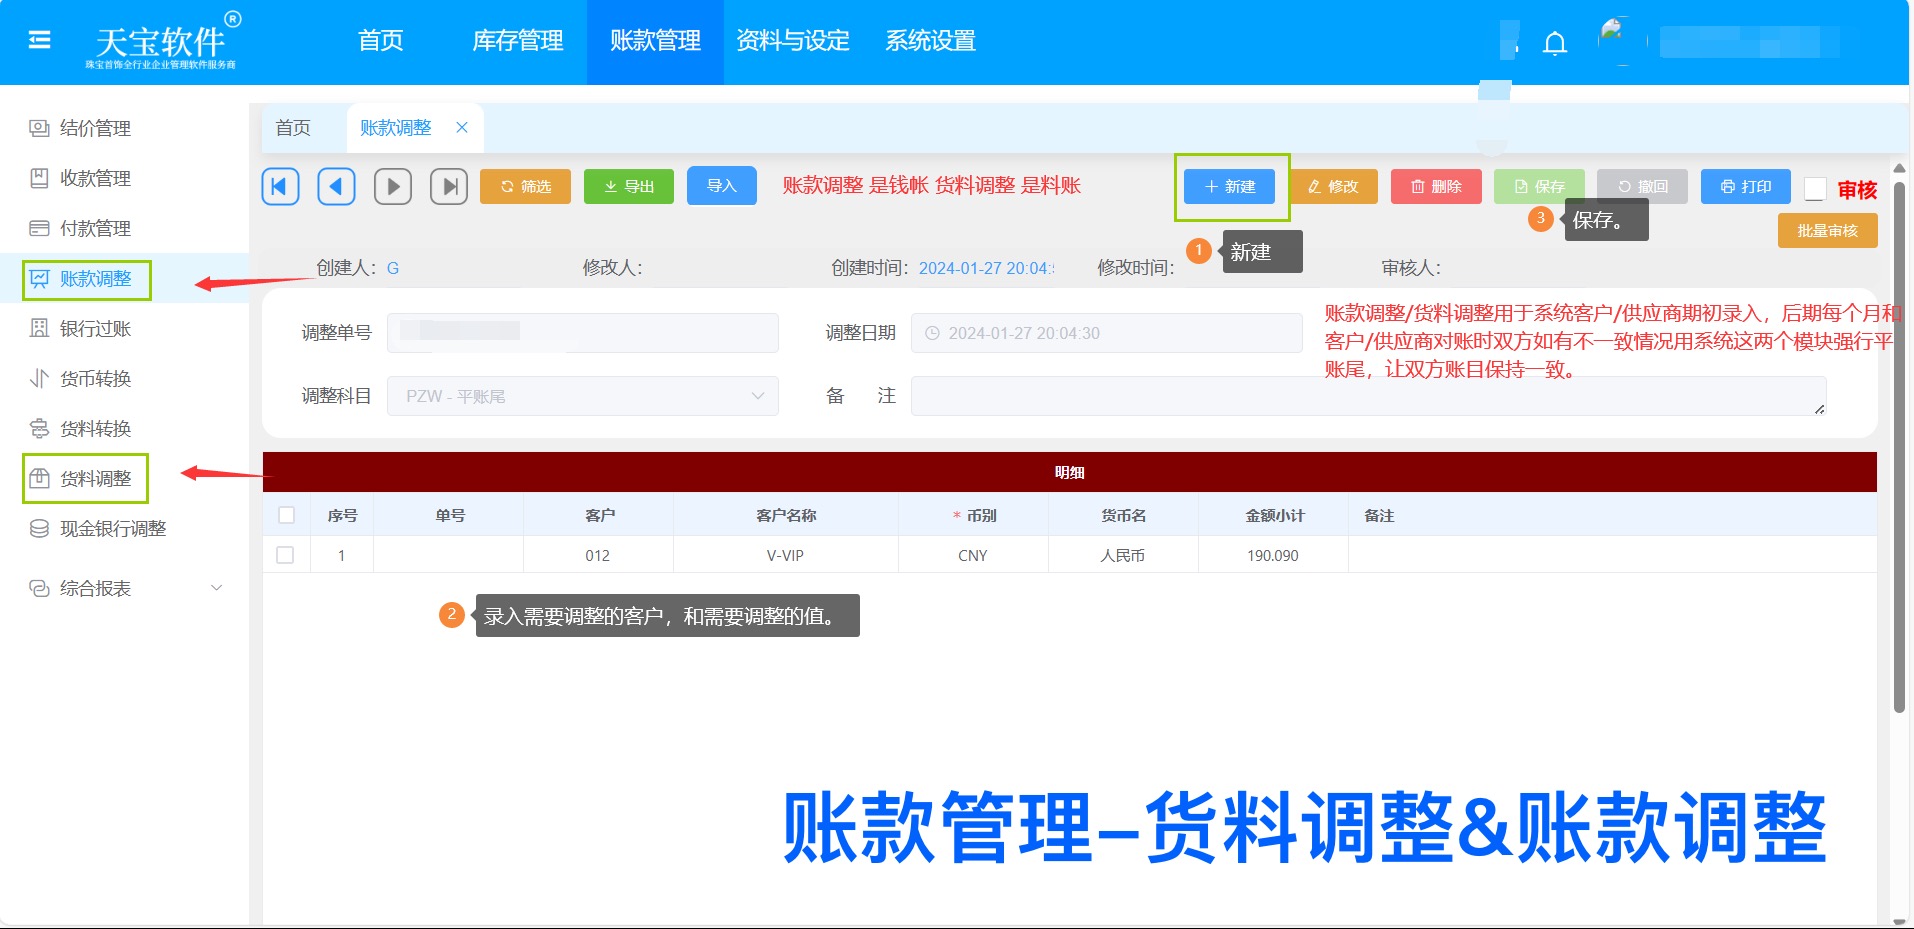 天宝软件®
珠宝首饰全行业企业管理软件服务商
首页 库存管理 账款管理 资料与设定 系统设置
结价管理
收款管理
付款管理
账款调整
银行过账
货币转换
货料转换
货料调整
现金银行调整
综合报表
首页 账款调整
筛选 导出 导入 账款调整 是钱帐 货料调整 是料账 新建 修改 删除 保存 撤回 打印 审核
批量审核
1 新建
3 保存。
创建人: G 修改人: 创建时间: 2024-01-27 20:04: 修改时间: 审核人:
调整单号 调整日期 2024-01-27 20:04:30
调整科目 PZW - 平账尾 备 注
账款调整/货料调整用于系统客户/供应商期初录入，后期每个月和
客户/供应商对账时双方如有不一致情况用系统这两个模块强行平
账尾，让双方账目保持一致。
明细
序号 单号 客户 客户名称 * 币别 货币名 金额小计 备注
1 012 V-VIP CNY 人民币 190.090
2 录入需要调整的客户，和需要调整的值。
账款管理–货料调整&账款调整